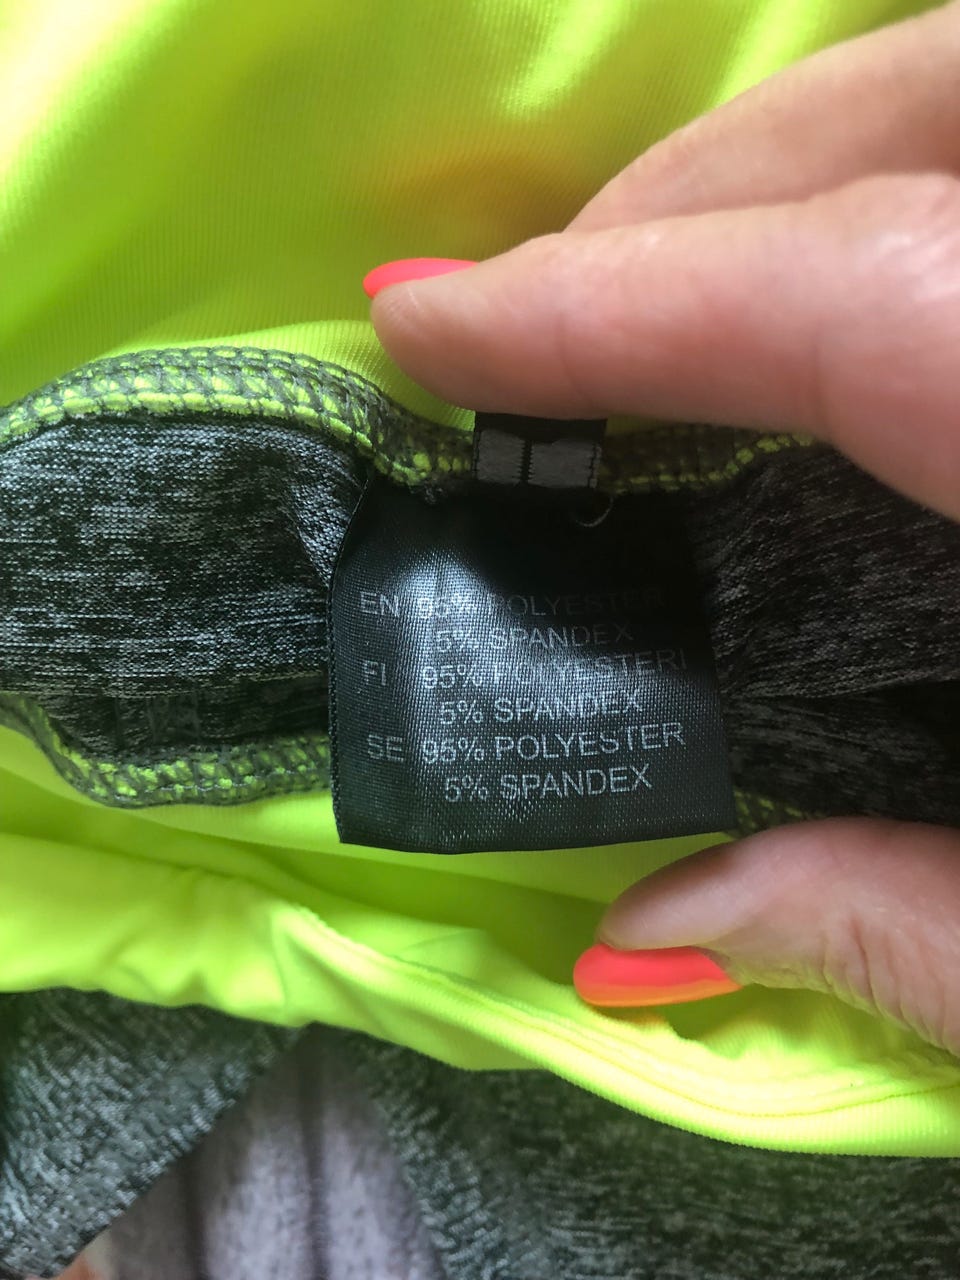 EN 95% POLYESTER
5% SPANDEX
FI 95% POLYESTERI
5% SPANDEX
SE 95% POLYESTER
5% SPANDEX